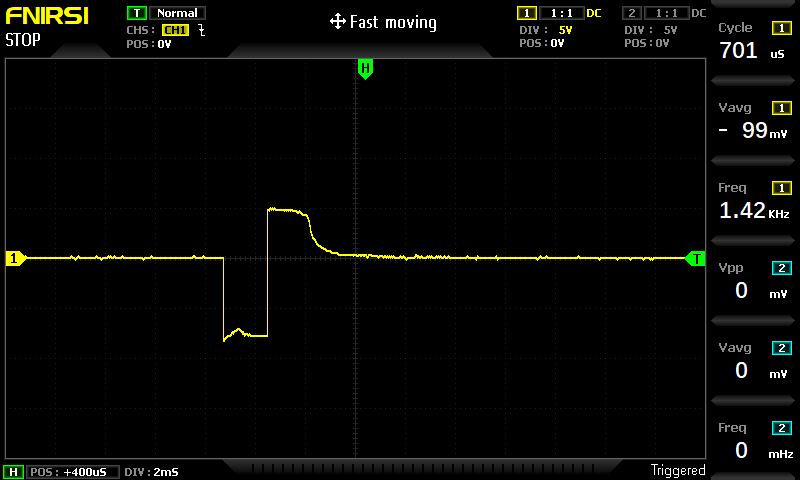 FNIRSI
STOP
T Normal
CHS: CH1
POS:0V
Fast moving
1 1:1 DC
DIV: 5V
POS:0V
2 1:1 DC
DIV: 5V
POS:0V
H
1
T
Cycle 1
701 uS
Vavg 1
- 99 mV
Freq 1
1.42 KHz
Vpp 2
0 mV
Vavg 2
0 mV
Freq 2
0 mHz
H POS: +400uS DIV:2mS
Triggered